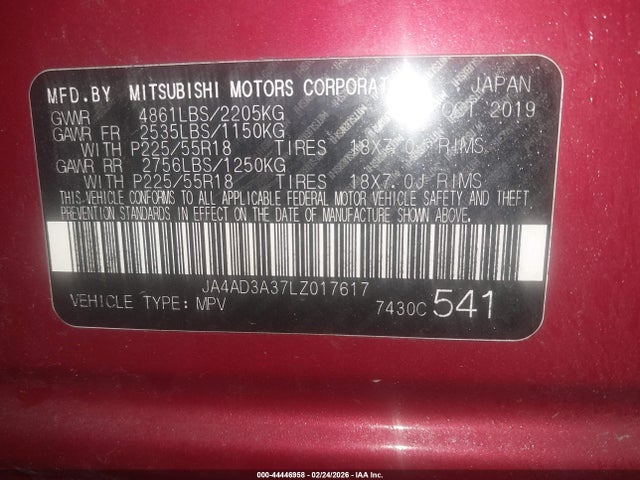 MFD.BY MITSUBISHI MOTORS CORPORAT JAPAN
GVWR 4861LBS/2205KG OCT 2019
GAWR FR 2535LBS/1150KG
WITH P225/55R18 TIRES 18X7.0J RIMS
GAWR RR 2756LBS/1250KG
WITH P225/55R18 TIRES 18X7.0J RIMS
THIS VEHICLE CONFORMS TO ALL APPLICABLE FEDERAL MOTOR VEHICLE SAFETY AND THEFT
PREVENTION STANDARDS IN EFFECT ON THE DATE OF MANUFACTURE SHOWN ABOVE.
JA4AD3A37LZ017617
VEHICLE TYPE: MPV 7430C 541
000-44446958 - 02/24/2026 - IAA Inc.